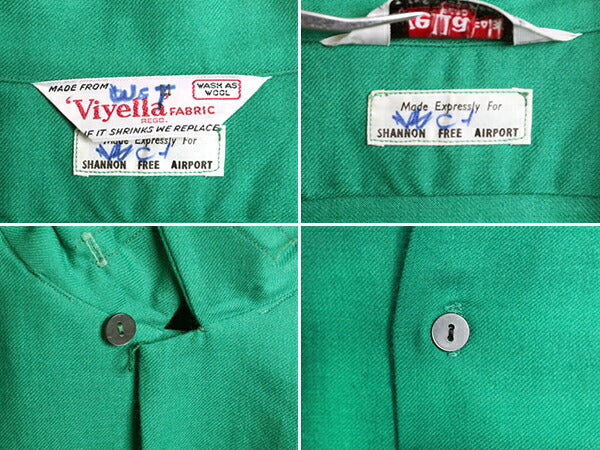 MADE FROM
WASH AS
WOOL
'Viyella' FABRIC
REGD.
IF IT SHRINKS WE REPLACE
Made Expressly For
SHANNON FREE AIRPORT
Made Expressly For
SHANNON FREE AIRPORT